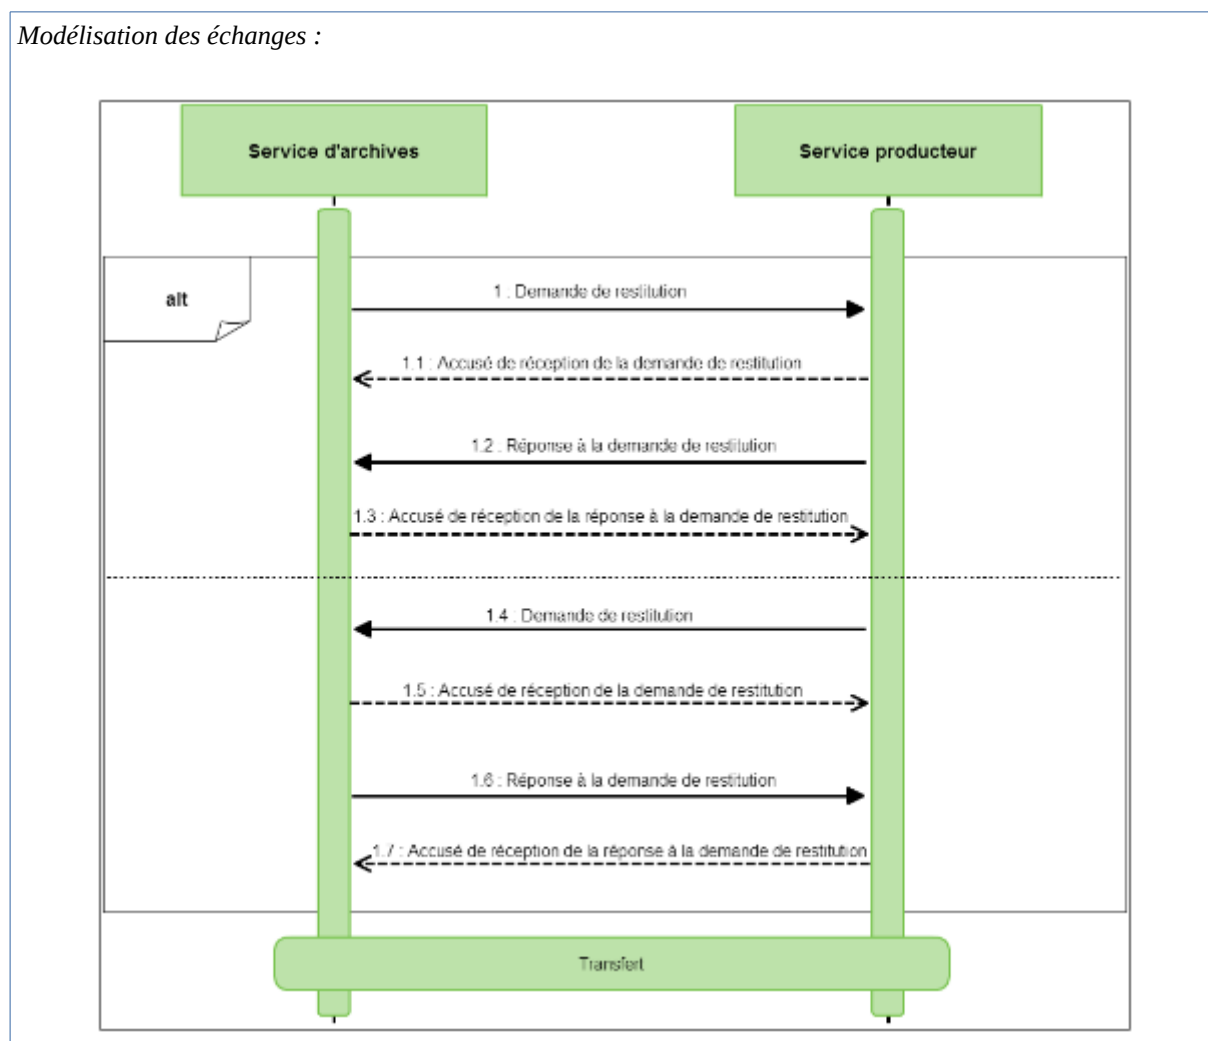 Modélisation des échanges :
Service d'archives
Service producteur
alt
1 : Demande de restitution
1.1 : Accusé de réception de la demande de restitution
1.2 : Réponse à la demande de restitution
1.3 : Accusé de réception de la réponse à la demande de restitution
1.4 : Demande de restitution
1.5 : Accusé de réception de la demande de restitution
1.6 : Réponse à la demande de restitution
1.7 : Accusé de réception de la réponse à la demande de restitution
Transfert